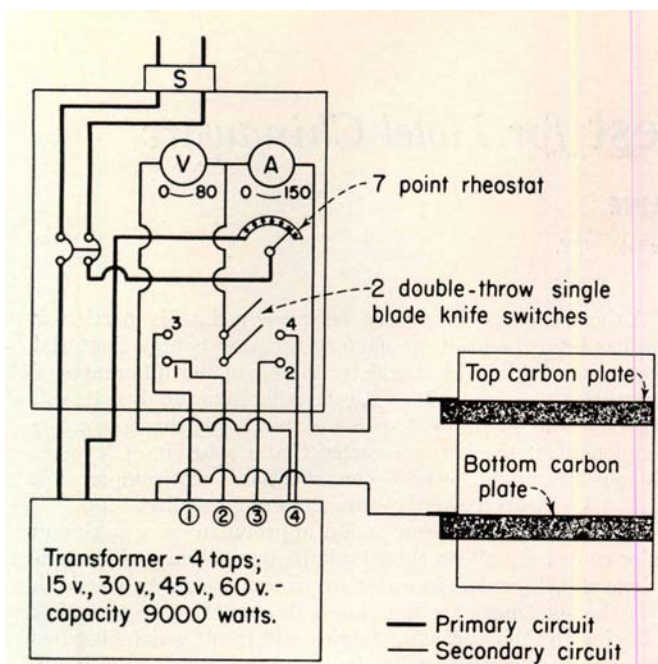 S
V
A
0 80
0 150
7 point rheostat
2 double-throw single
blade knife switches
3
4
1
2
Top carbon plate
Bottom carbon
plate
1 2 3 4
Transformer - 4 taps;
15 v., 30 v., 45 v., 60 v. -
capacity 9000 watts.
Primary circuit
Secondary circuit